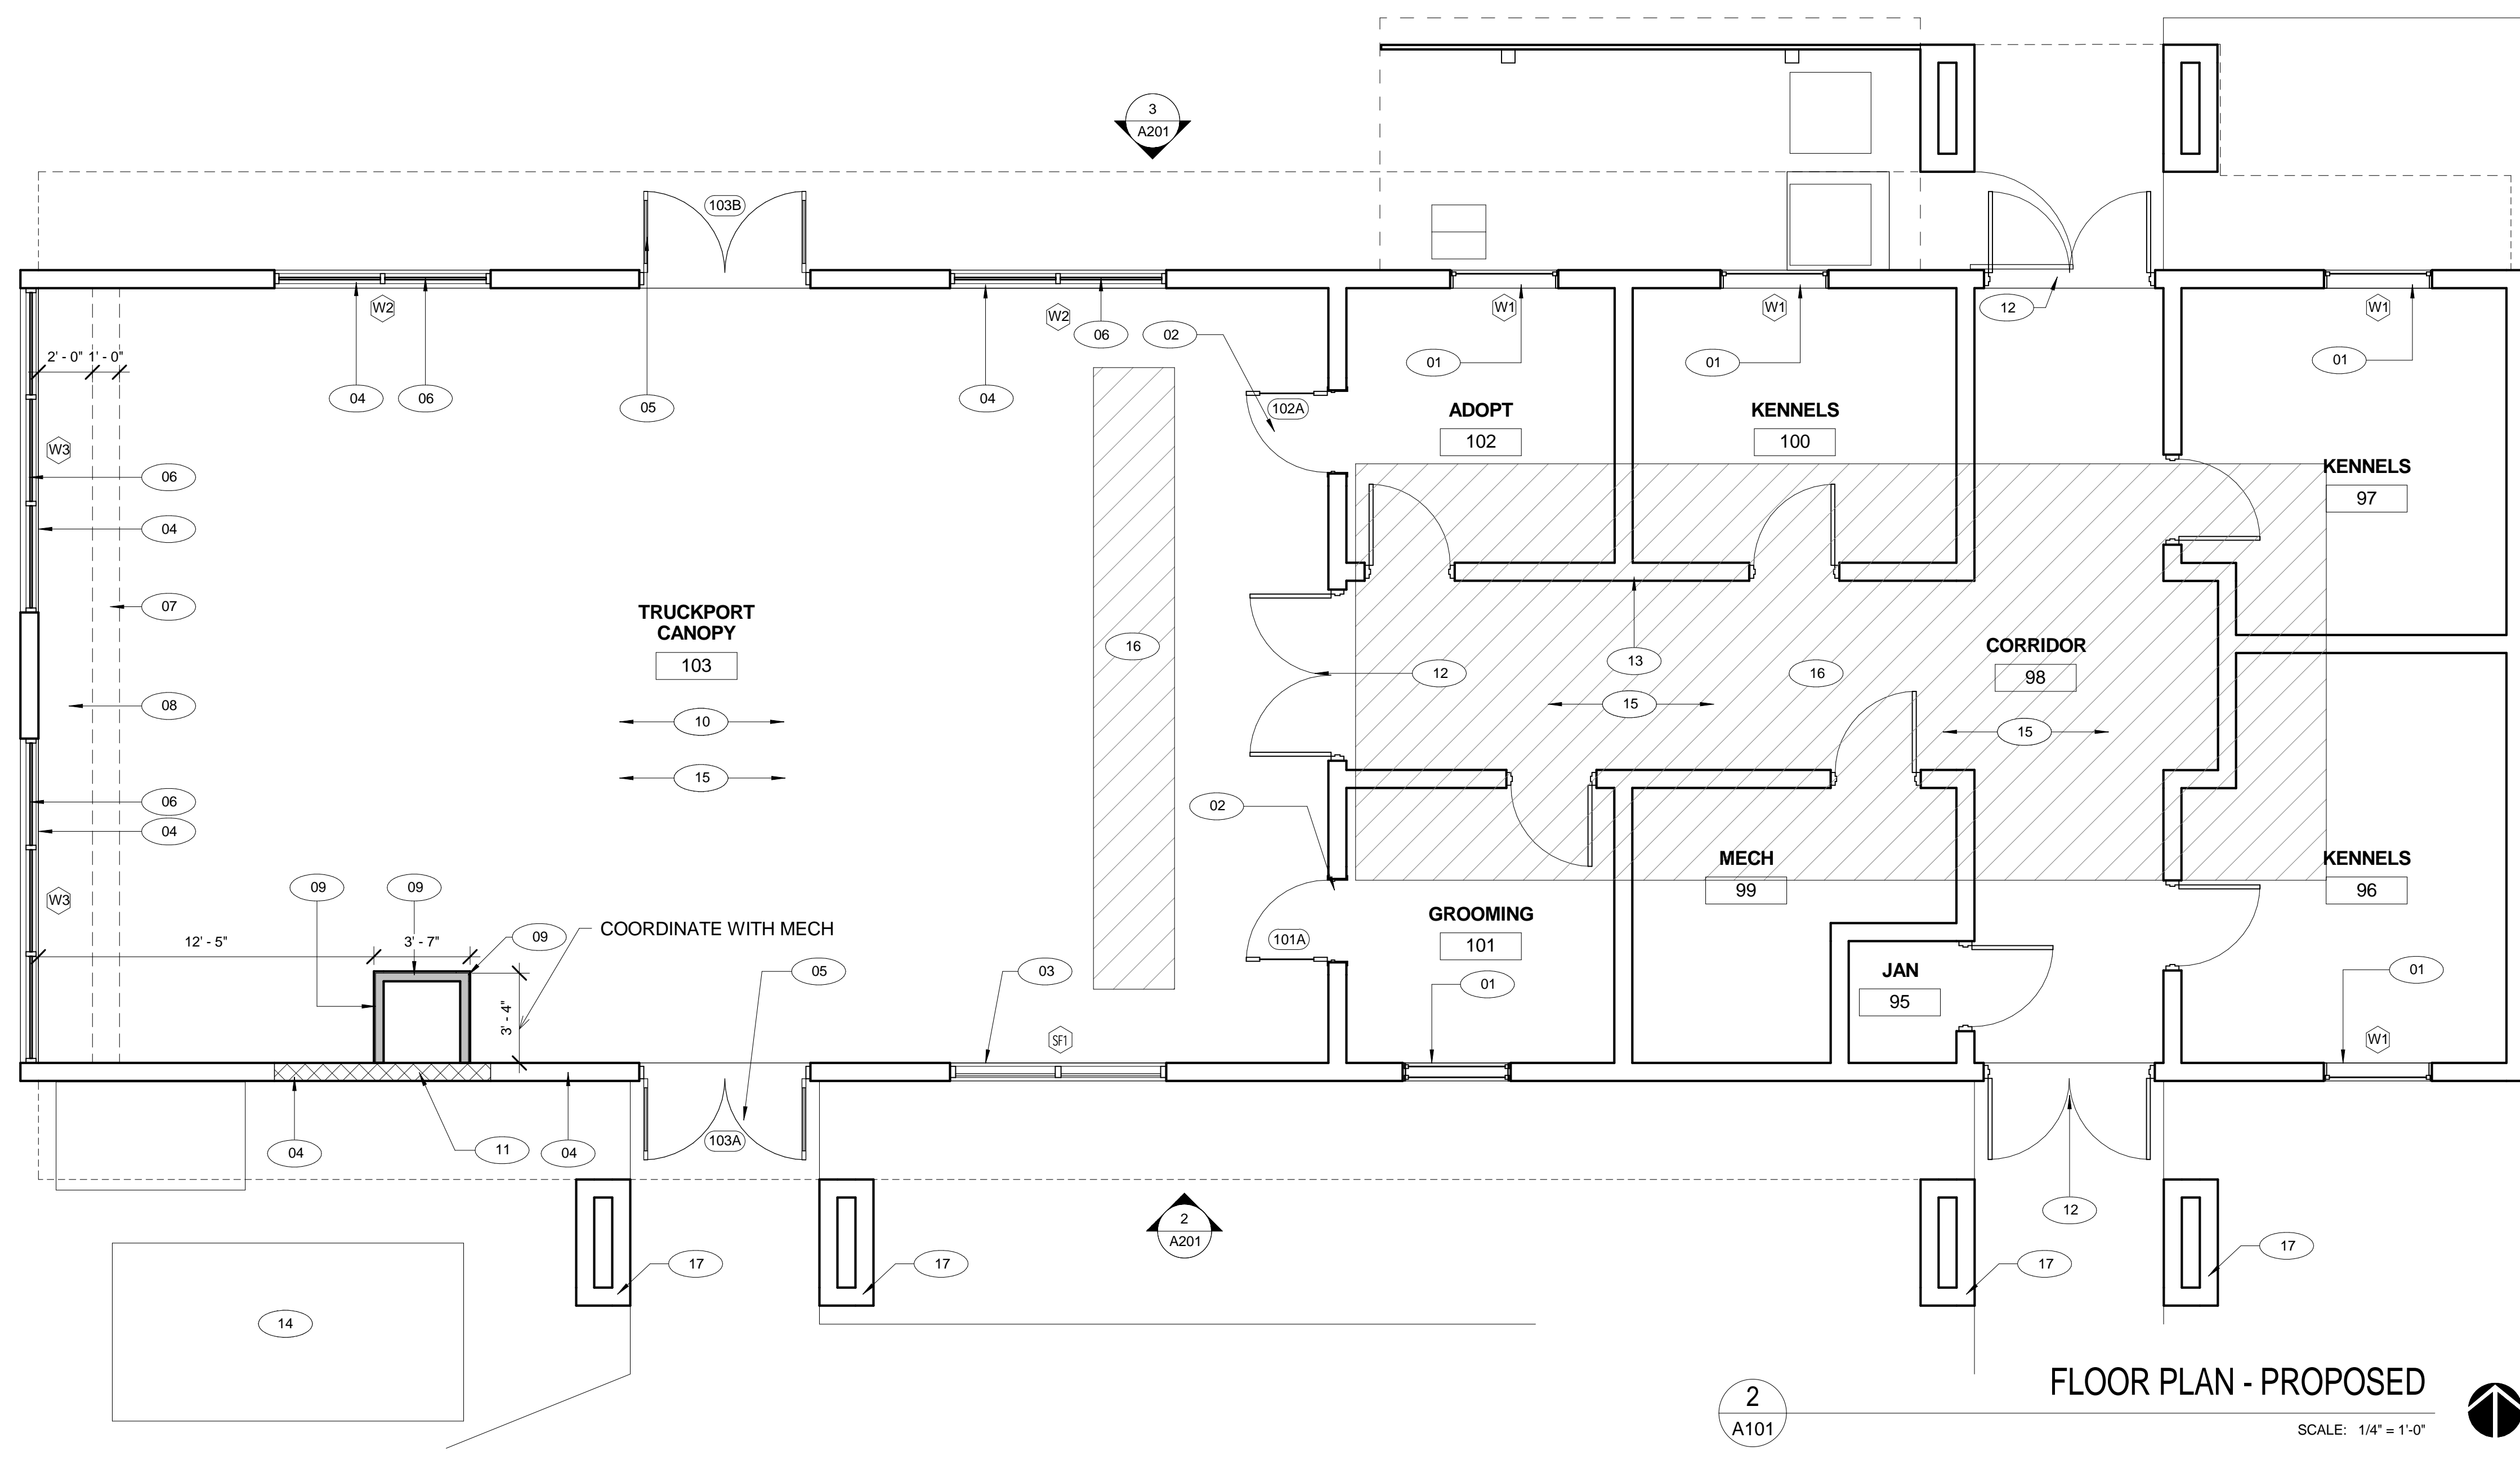 3
A201
103B
W2
W2
W1
W1
12
W1
06
02
2' - 0" 1' - 0"
01
01
01
04
06
05
04
102A
ADOPT
102
KENNELS
100
W3
KENNELS
97
06
04
07
TRUCKPORT
CANOPY
103
16
13
CORRIDOR
98
12
16
08
15
10
15
15
06
04
02
09
09
MECH
99
KENNELS
96
W3
GROOMING
101
COORDINATE WITH MECH
12' - 5"
3' - 7"
09
101A
05
03
01
JAN
95
01
3' - 4"
SF1
W1
04
11
04
103A
12
2
A201
17
17
17
17
14
FLOOR PLAN - PROPOSED
2
A101
SCALE: 1/4" = 1'-0"